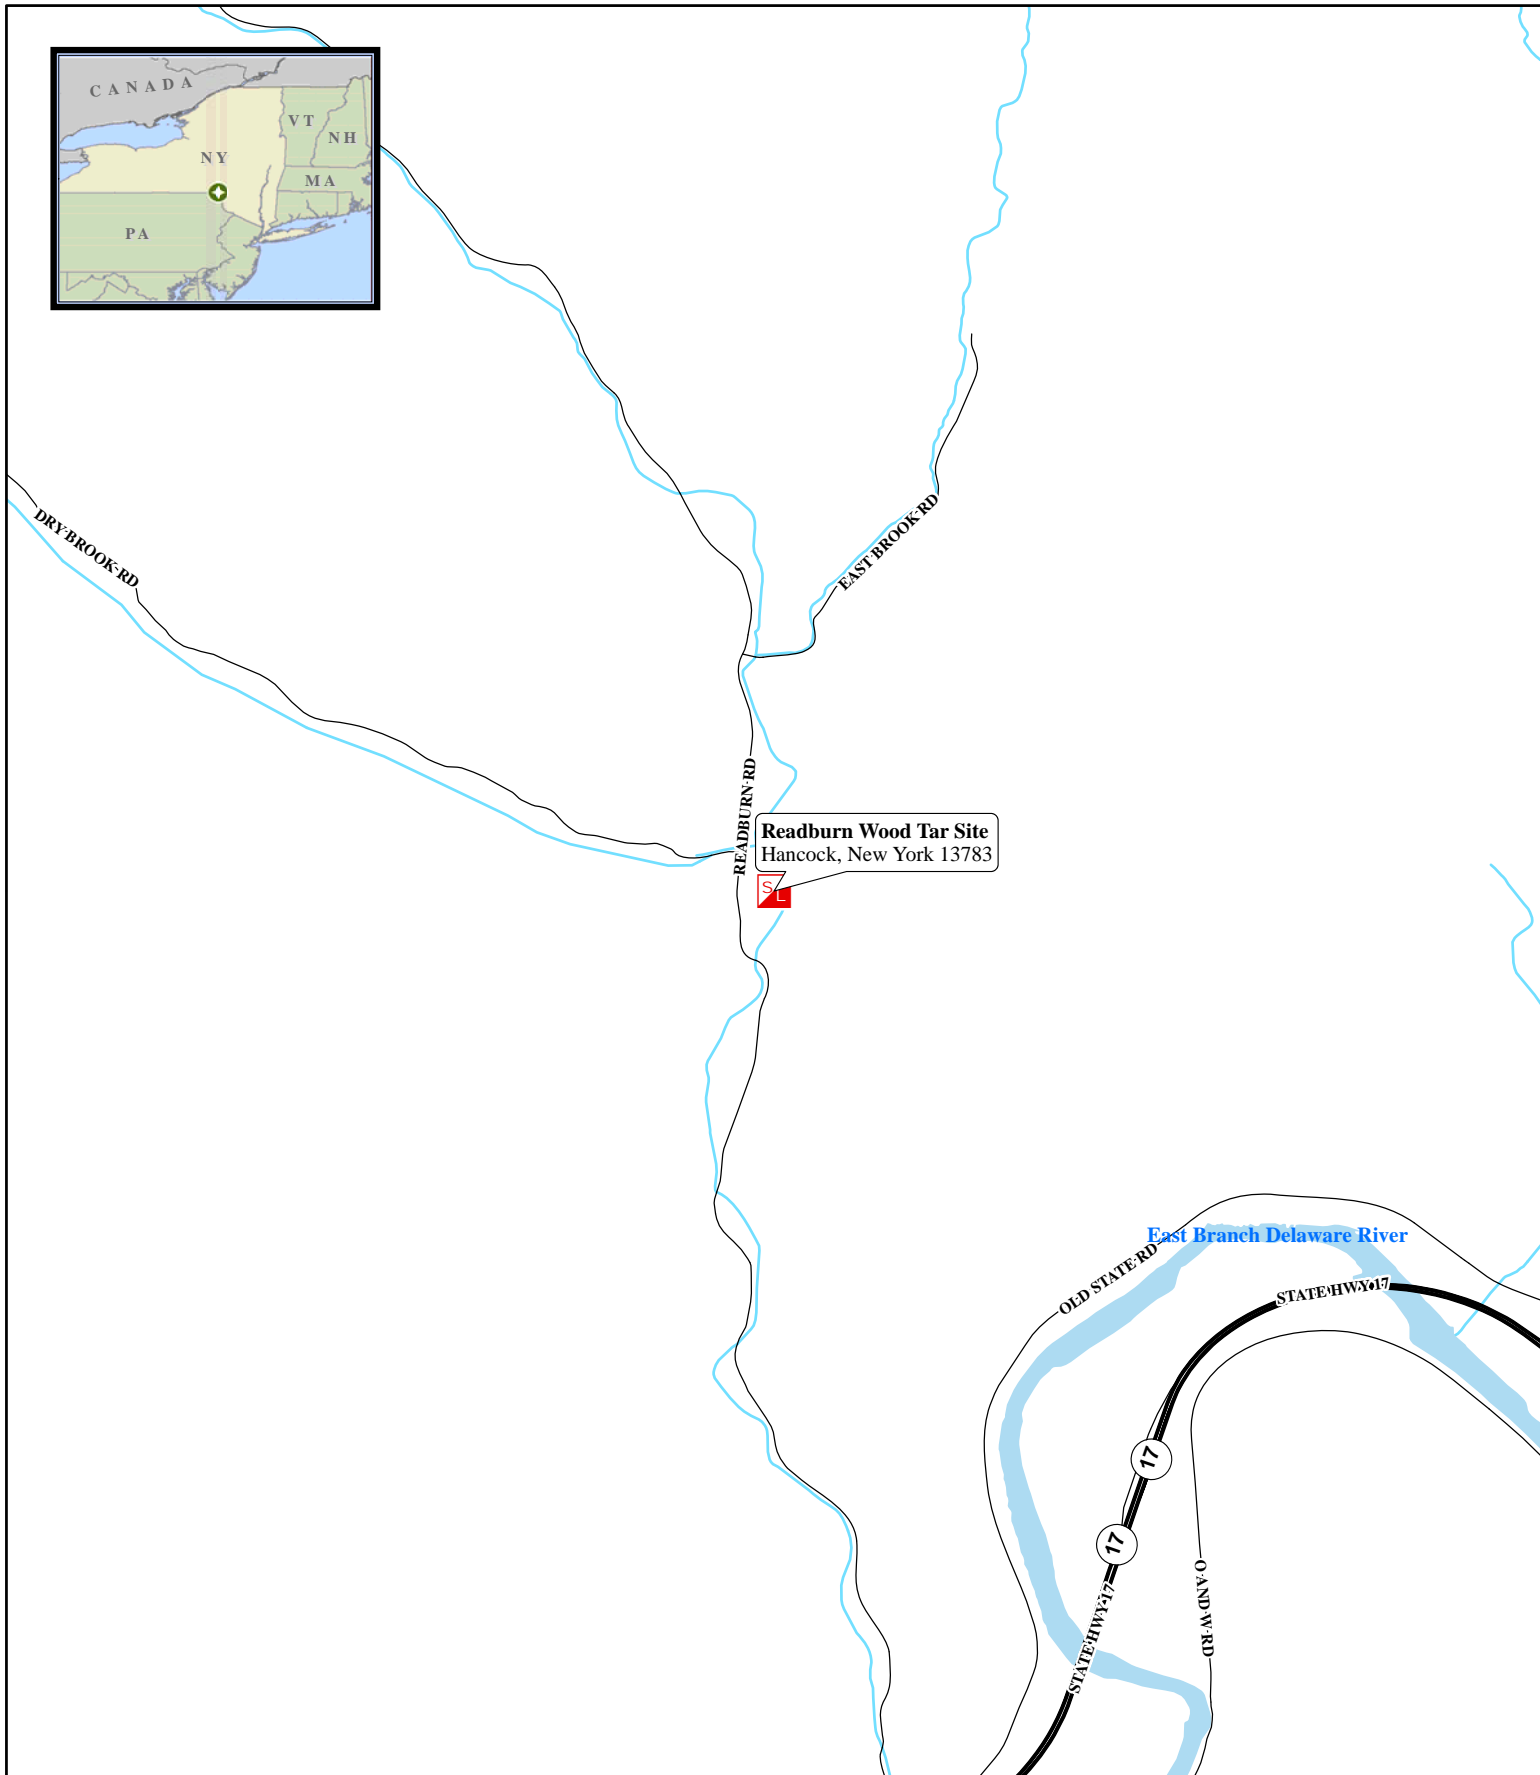 CANADA
VT
NH
NY
MA
PA
DRY BROOK RD
EAST BROOK RD
READBURN RD
Readburn Wood Tar Site
Hancock, New York 13783
S
L
East Branch Delaware River
OLD STATE RD
STATE HWY 17
17
17
STATE HWY 17
O AND W RD